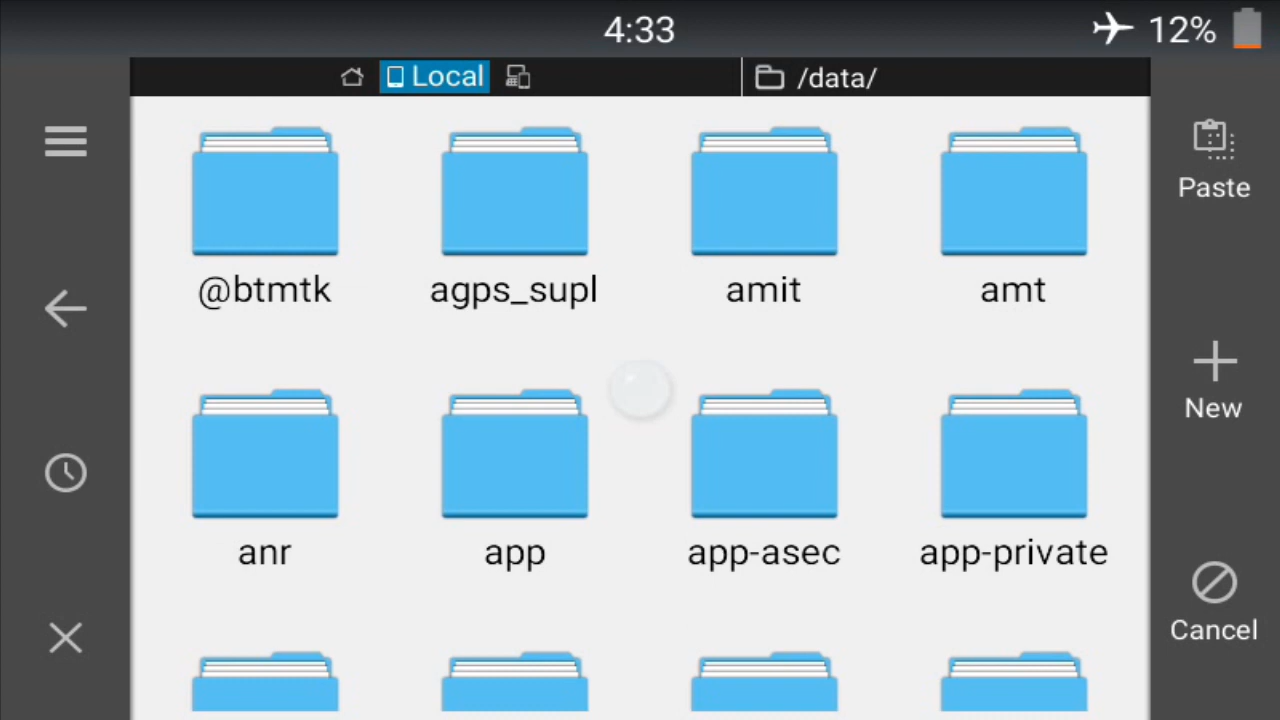 4:33
12%
Local
/data/
Paste
@btmtk
agps_supl
amit
amt
New
anr
app
app-asec
app-private
Cancel